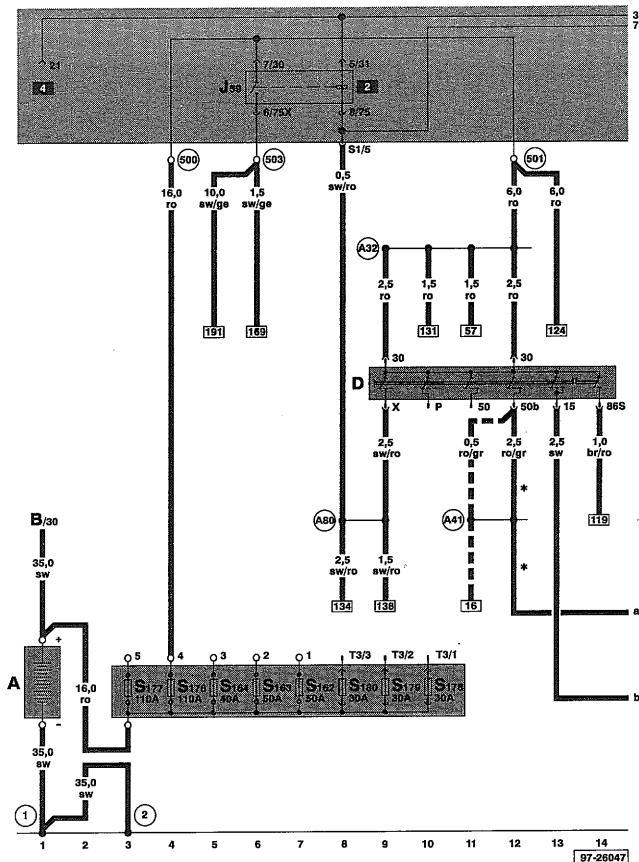 3
7
21
7/30
5/31
4
J59
2
6/75X
8/75
S1/5
500
503
501
16,0
ro
10,0
sw/ge
1,5
sw/ge
0,5
sw/ro
6,0
ro
6,0
ro
A32
2,5
ro
1,5
ro
1,5
ro
2,5
ro
191
169
131
57
124
30
30
D
X
P
50
50b
15
86S
2,5
sw/ro
0,5
ro/gr
2,5
ro/gr
2,5
sw
1,0
br/ro
*
A80
A41
119
B/30
35,0
sw
2,5
sw/ro
1,5
sw/ro
*
134
138
16
a
+
5
4
3
2
1
T3/3
T3/2
T3/1
A
16,0
ro
S177
110A
S176
110A
S164
S163
50A
S162
50A
S180
30A
S179
30A
S178
30A
b
-
35,0
sw
35,0
sw
1
2
1 2 3 4 5 6 7 8 9 10 11 12 13 14
97-26047